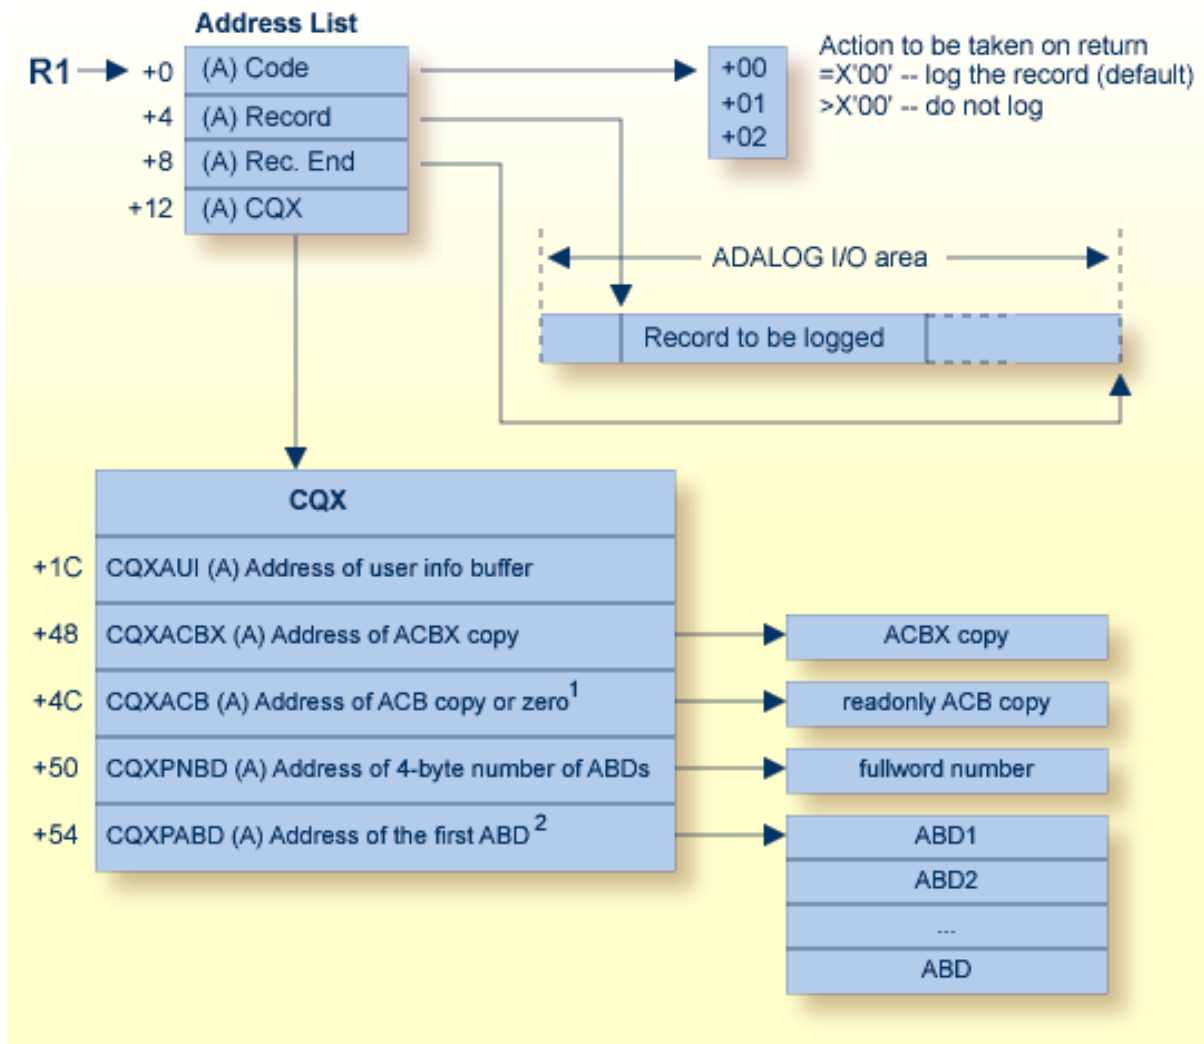 Address List
R1
+0
(A) Code
+4
(A) Record
+8
(A) Rec. End
+12
(A) CQX
+00
+01
+02
Action to be taken on return
=X'00' -- log the record (default)
>X'00' -- do not log
ADALOG I/O area
Record to be logged
CQX
+1C
CQXAUI (A) Address of user info buffer
+48
CQXACBX (A) Address of ACBX copy
ACBX copy
+4C
CQXACB (A) Address of ACB copy or zero1
readonly ACB copy
+50
CQXPNBD (A) Address of 4-byte number of ABDs
fullword number
+54
CQXPABD (A) Address of the first ABD2
ABD1
ABD2
...
ABD